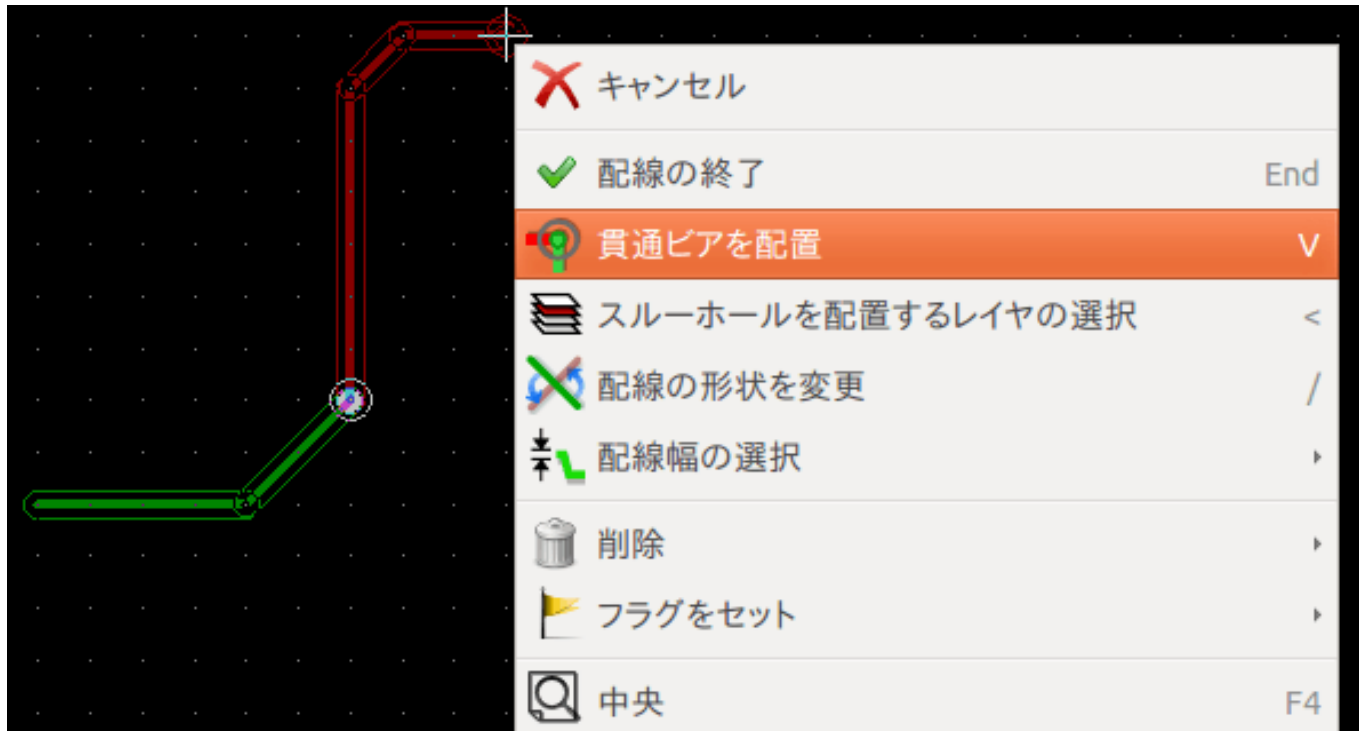 キャンセル
配線の終了 End
貫通ビアを配置 V
スルーホールを配置するレイヤの選択 <
配線の形状を変更 /
配線幅の選択
削除
フラグをセット
中央 F4